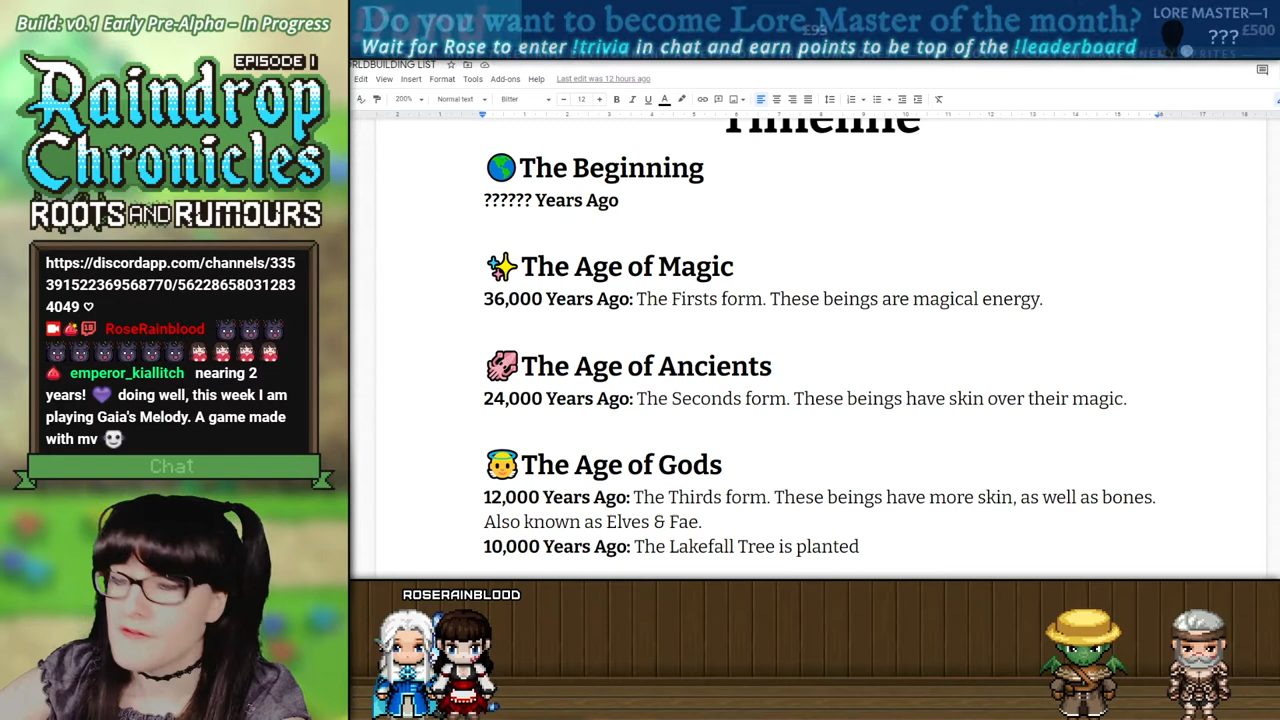 Build: v0.1 Early Pre-Alpha – In Progress
EPISODE I
Raindrop
Chronicles
ROOTS AND RUMOURS
https://discordapp.com/channels/335
391522369568770/56228658031283
4049
RoseRainblood
emperor_kiallitch nearing 2
years! doing well, this week I am
playing Gaia's Melody. A game made
with mv
Chat
Do you want to become Lore Master of the month?
Wait for Rose to enter !trivia in chat and earn points to be top of the !leaderboard
£93
LORE MASTER—1
???
£500
RLDBUILDING LIST
Edit View Insert Format Tools Add-ons Help Last edit was 12 hours ago
200% Normal text Bitter 12
Timeline
The Beginning
?????? Years Ago
The Age of Magic
36,000 Years Ago: The Firsts form. These beings are magical energy.
The Age of Ancients
24,000 Years Ago: The Seconds form. These beings have skin over their magic.
The Age of Gods
12,000 Years Ago: The Thirds form. These beings have more skin, as well as bones.
Also known as Elves & Fae.
10,000 Years Ago: The Lakefall Tree is planted
ROSERAINBLOOD